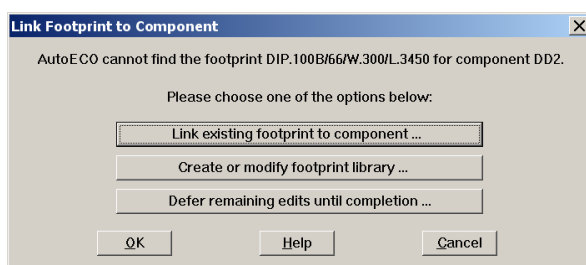 Link Footprint to Component
AutoECO cannot find the footprint DIP.100B/66/W.300/L.3450 for component DD2.
Please choose one of the options below:
Link existing footprint to component ...
Create or modify footprint library ...
Defer remaining edits until completion ...
OK Help Cancel